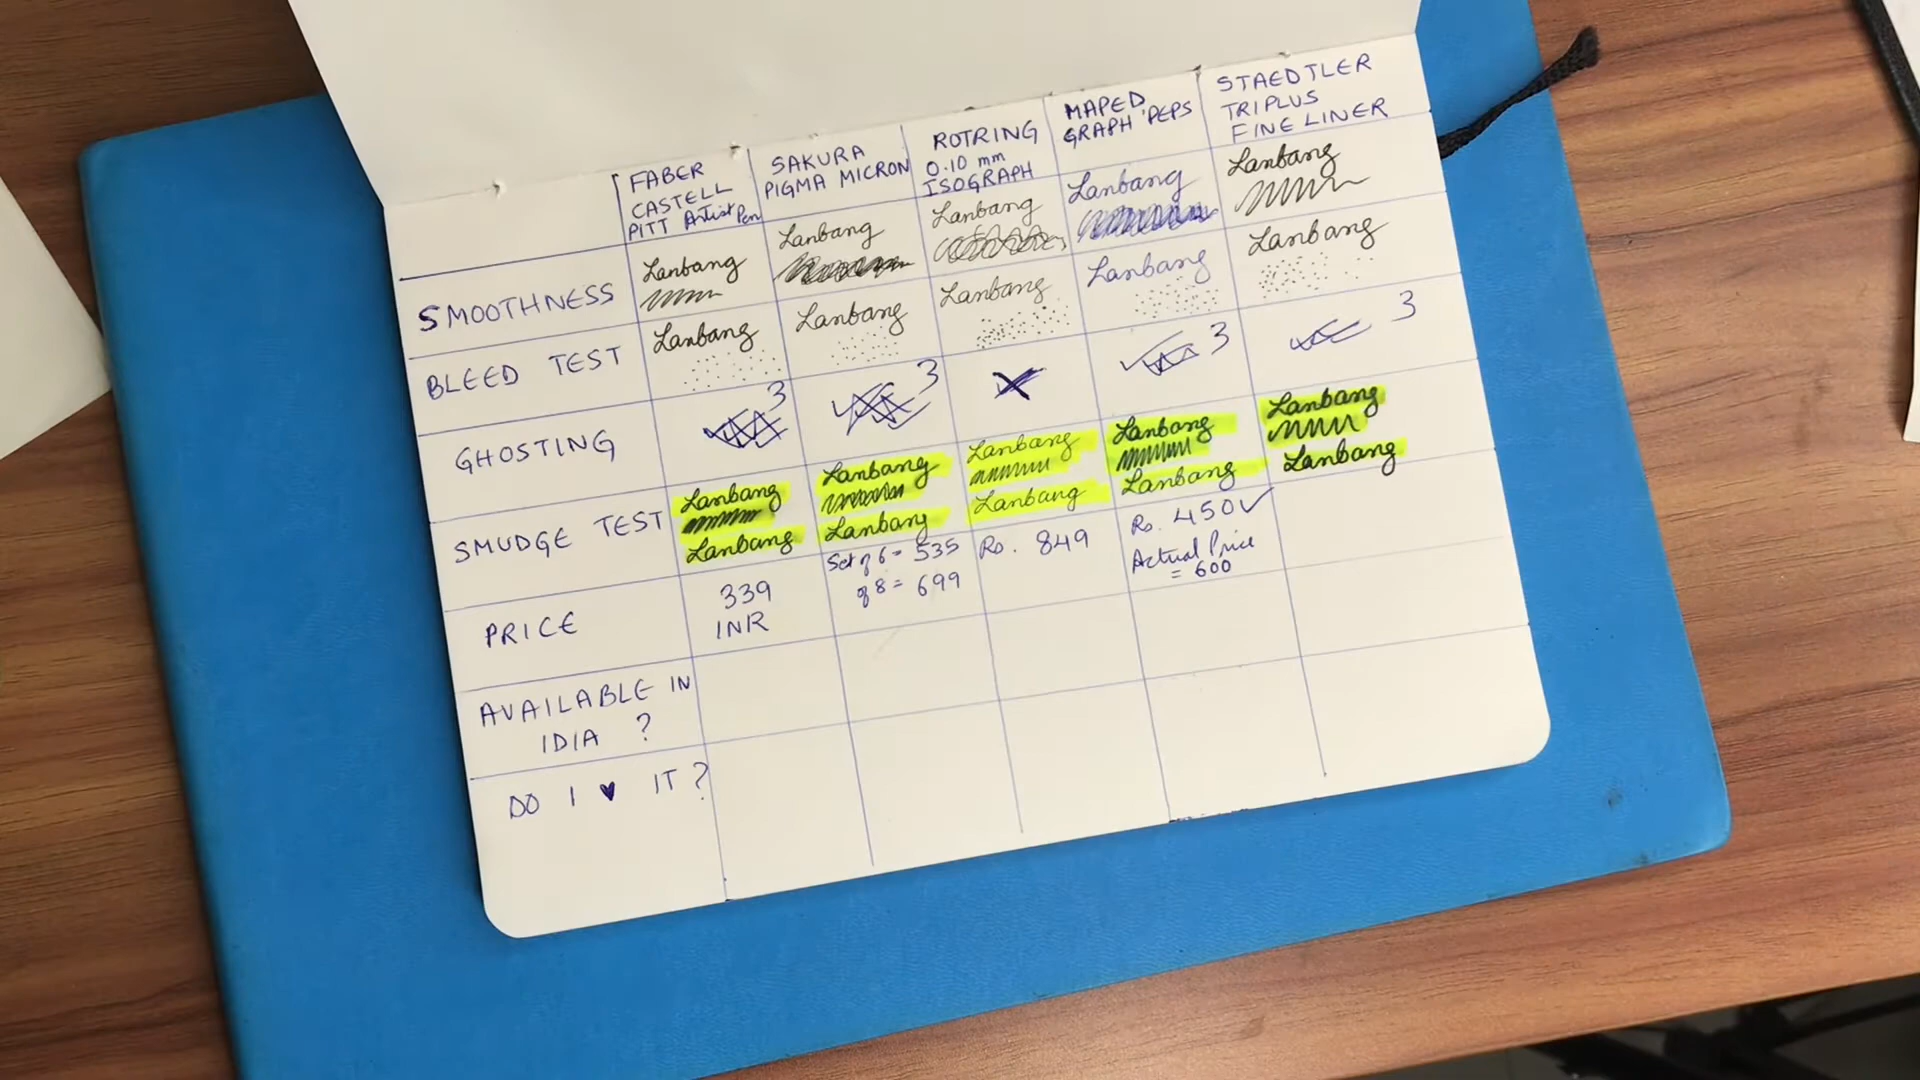 FABER
CASTELL
PITT Artist Pen
SAKURA
PIGMA MICRON
ROTRING
0.10 mm
ISOGRAPH
MAPED
GRAPH 'PEPS
STAEDTLER
TRIPLUS
FINE LINER
SMOOTHNESS
Lanbang
Lanbang
Lanbang
Lanbang
Lanbang
BLEED TEST
Lanbang
Lanbang
Lanbang
Lanbang
Lanbang
GHOSTING
3
3
3
3
SMUDGE TEST
Lanbang
Lanbang
Lanbang
Lanbang
Lanbang
Lanbang
Lanbang
Lanbang
Lanbang
Lanbang
PRICE
339
INR
Set of 6 = 535
of 8 = 699
Rs. 849
Rs. 450✓
Actual Price
= 600
AVAILABLE IN
IDIA ?
DO I ♥ IT ?